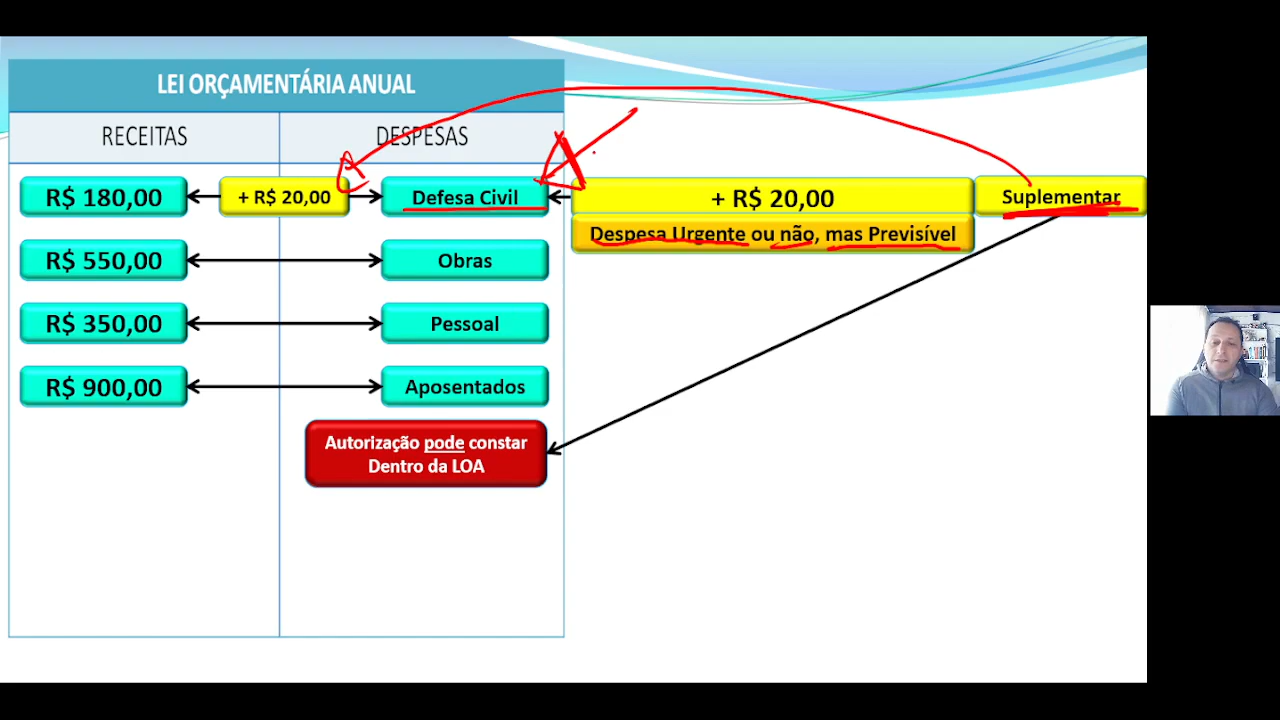 LEI ORÇAMENTÁRIA ANUAL
RECEITAS
DESPESAS
R$ 180,00
+ R$ 20,00
Defesa Civil
+ R$ 20,00
Suplementar
Despesa Urgente ou não, mas Previsível
R$ 550,00
Obras
R$ 350,00
Pessoal
R$ 900,00
Aposentados
Autorização pode constar
Dentro da LOA